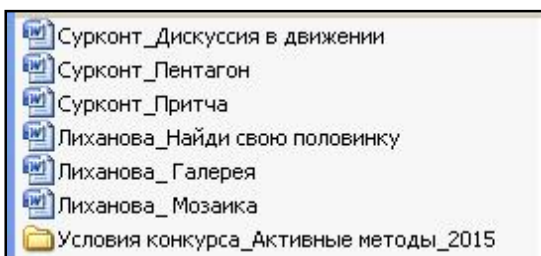 Сурконт_Дискуссия в движении
Сурконт_Пентагон
Сурконт_Притча
Лиханова_Найди свою половинку
Лиханова_ Галерея
Лиханова_ Мозаика
Условия конкурса_Активные методы_2015